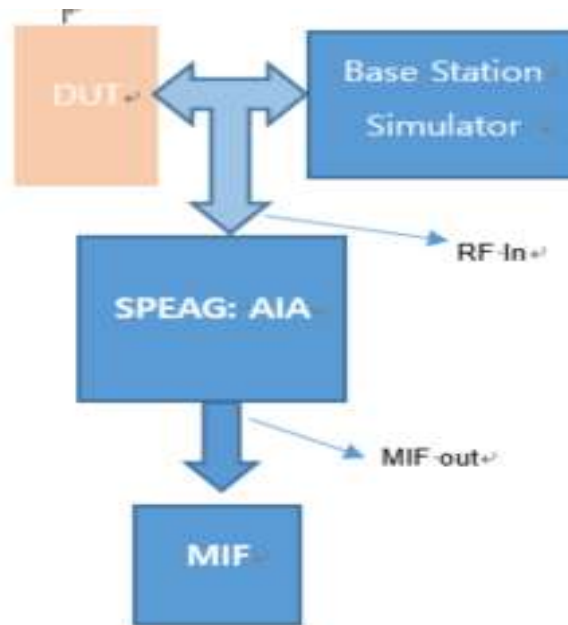 DUT
Base Station
Simulator
RF In
SPEAG: AIA
MIF out
MIF